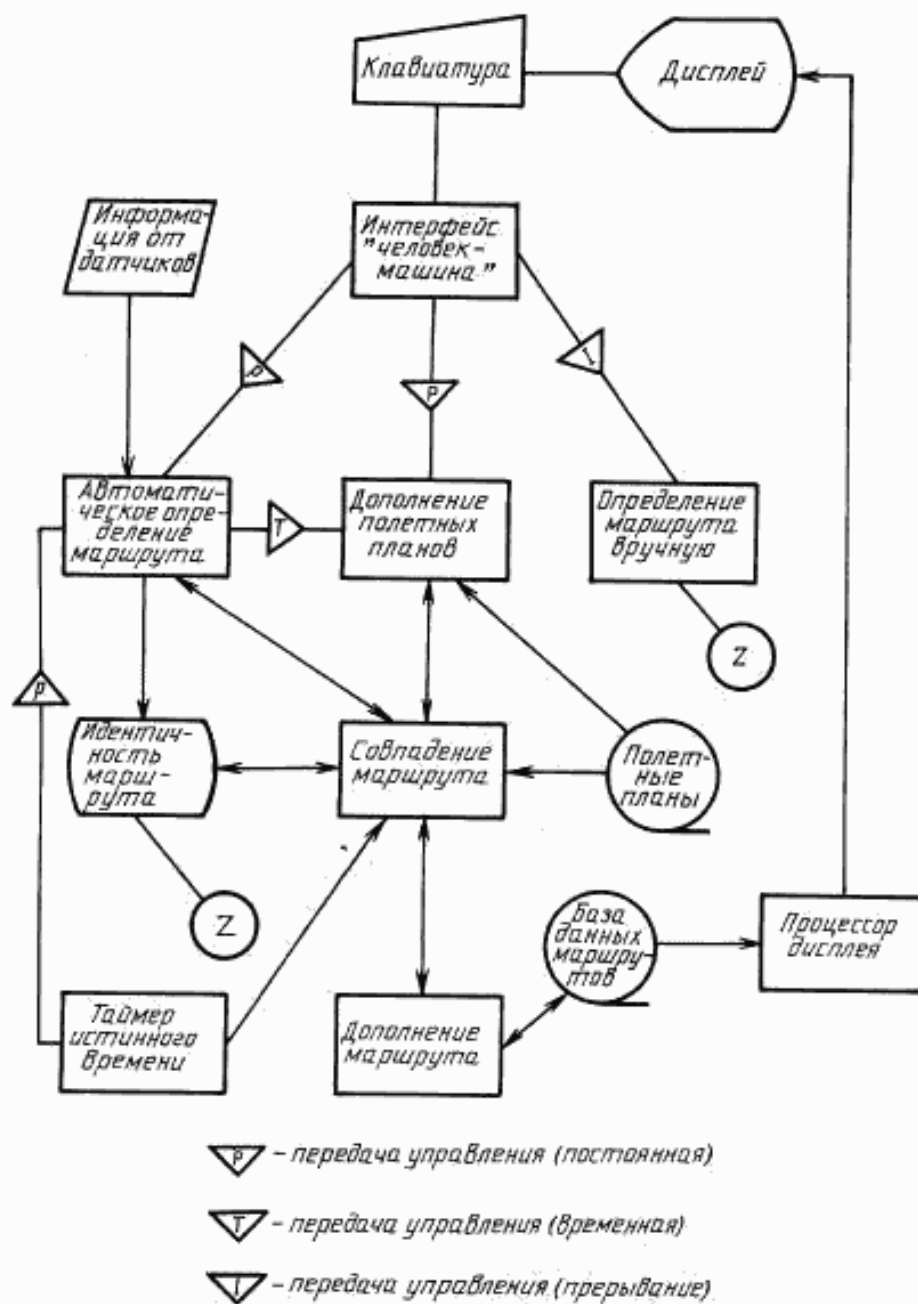 Клавиатура
Дисплей
Информа-
ция от
датчиков
Интерфейс
"человек-
машина"
P
P
I
Автомати-
ческое опре-
деление
маршрута
T
Дополнение
полетных
планов
Определение
маршрута
вручную
Z
P
Идентич-
ность
марш-
рута
Совпадение
маршрута
Полет-
ные
планы
Z
База
данных
маршру-
тов
Процессор
дисплея
Таймер
истинного
времени
Дополнение
маршрута
P - передача управления (постоянная)
T - передача управления (временная)
I - передача управления (прерывание)